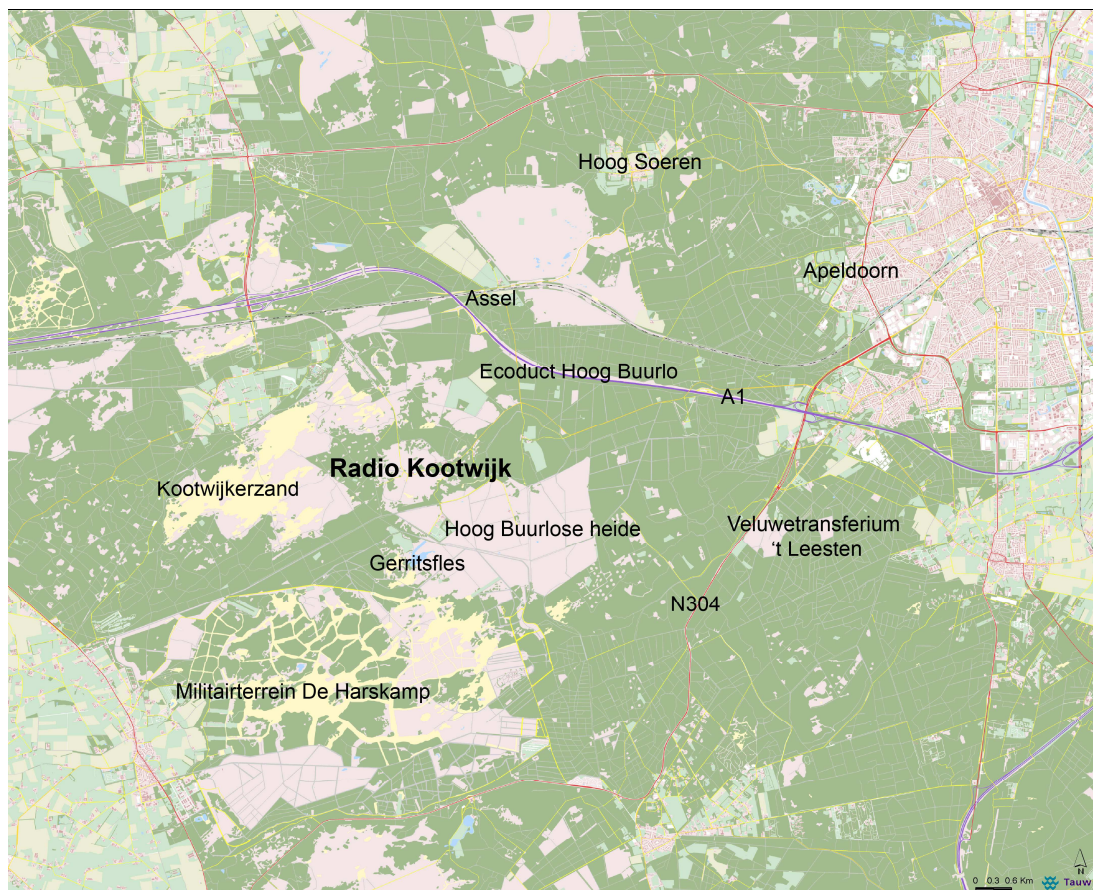 Hoog Soeren
Apeldoorn
Assel
Ecoduct Hoog Buurlo
A1
Radio Kootwijk
Kootwijkerzand
Hoog Buurlose heide
Veluwetransferium
‘t Leesten
Gerritsfles
N304
Militairterrein De Harskamp
N
0 0.3 0.6 Km
Tauw